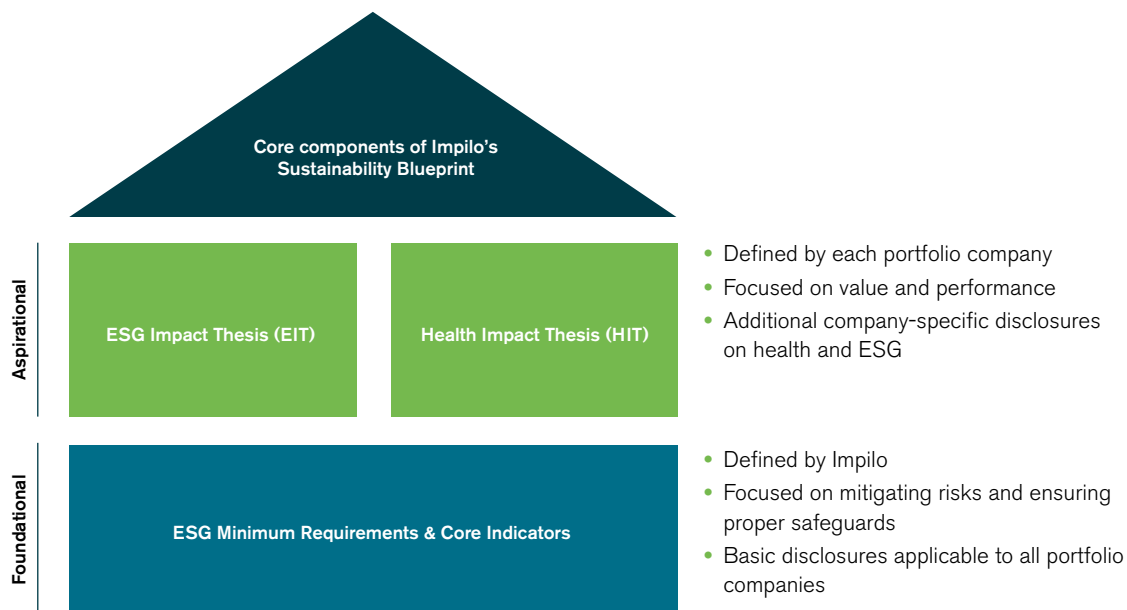 Core components of Impilo’s
Sustainability Blueprint
Aspirational
ESG Impact Thesis (EIT)
Health Impact Thesis (HIT)
• Defined by each portfolio company
• Focused on value and performance
• Additional company-specific disclosures
on health and ESG
Foundational
ESG Minimum Requirements & Core Indicators
• Defined by Impilo
• Focused on mitigating risks and ensuring
proper safeguards
• Basic disclosures applicable to all portfolio
companies